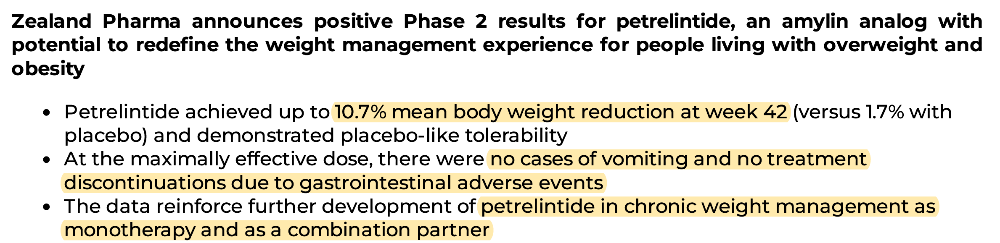 Zealand Pharma announces positive Phase 2 results for petrelintide, an amylin analog with
potential to redefine the weight management experience for people living with overweight and
obesity
• Petrelintide achieved up to 10.7% mean body weight reduction at week 42 (versus 1.7% with
placebo) and demonstrated placebo-like tolerability
• At the maximally effective dose, there were no cases of vomiting and no treatment
discontinuations due to gastrointestinal adverse events
• The data reinforce further development of petrelintide in chronic weight management as
monotherapy and as a combination partner